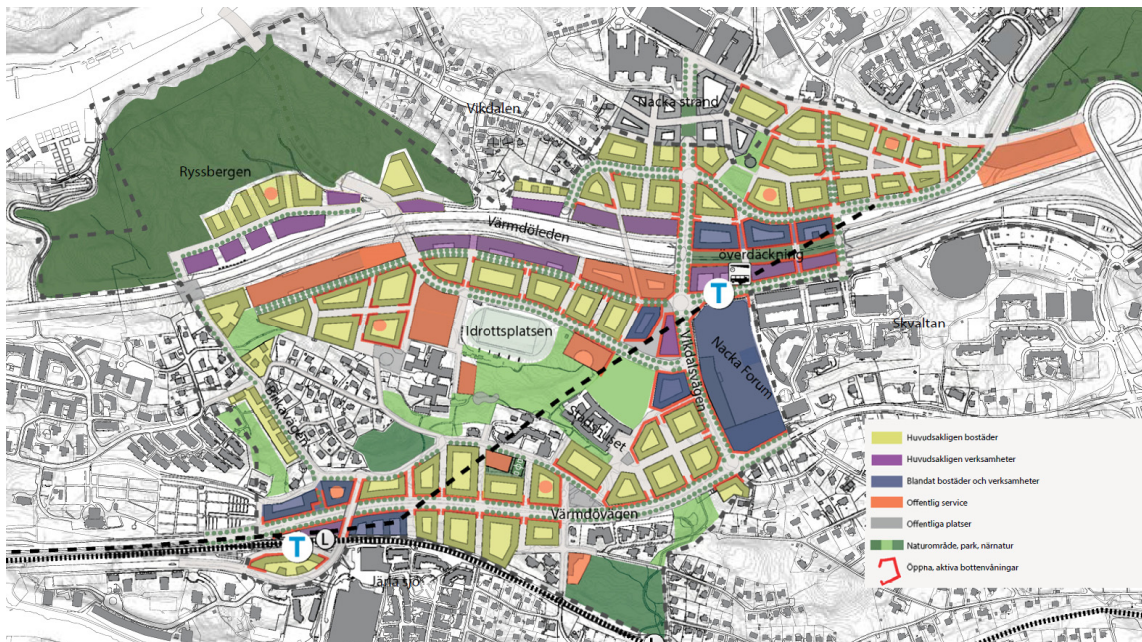 Nacka strand
Vikdalen
Ryssbergen
Värmdöleden
överdäckning
T
Idrottsplatsen
Skvaltan
Vikdalsvägen
Nacka Forum
Birkavägen
Stadshuset
Värmdövägen
T
L
Järla sjö
L
Huvudsakligen bostäder
Huvudsakligen verksamheter
Blandat bostäder och verksamheter
Offentlig service
Offentliga platser
Naturområde, park, närnatur
Öppna, aktiva bottenvåningar